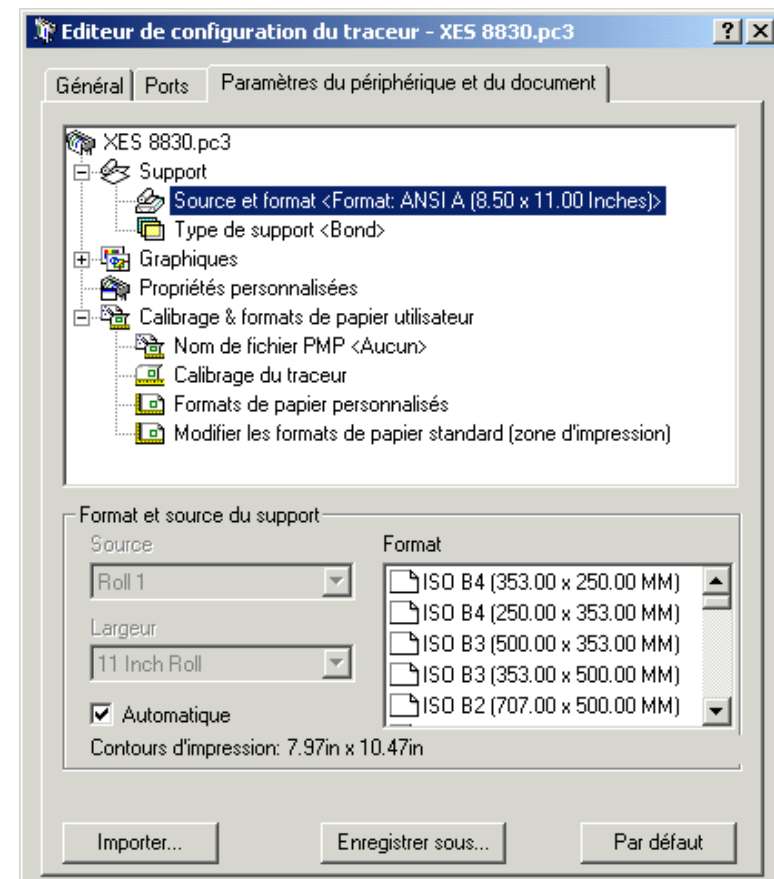 Editeur de configuration du traceur - XES 8830.pc3
Général Ports Paramètres du périphérique et du document
XES 8830.pc3
Support
Source et format <Format: ANSI A (8.50 x 11.00 Inches)>
Type de support <Bond>
Graphiques
Propriétés personnalisées
Calibrage & formats de papier utilisateur
Nom de fichier PMP <Aucun>
Calibrage du traceur
Formats de papier personnalisés
Modifier les formats de papier standard (zone d'impression)
Format et source du support
Source
Roll 1
Largeur
11 Inch Roll
Automatique
Format
ISO B4 (353.00 x 250.00 MM)
ISO B4 (250.00 x 353.00 MM)
ISO B3 (500.00 x 353.00 MM)
ISO B3 (353.00 x 500.00 MM)
ISO B2 (707.00 x 500.00 MM)
Contours d'impression: 7.97in x 10.47in
Importer... Enregistrer sous... Par défaut